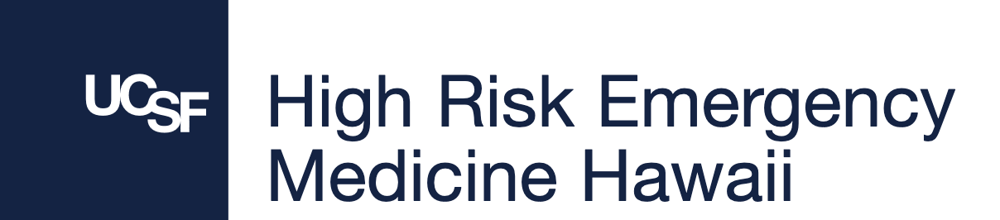 UCSF
High Risk Emergency
Medicine Hawaii